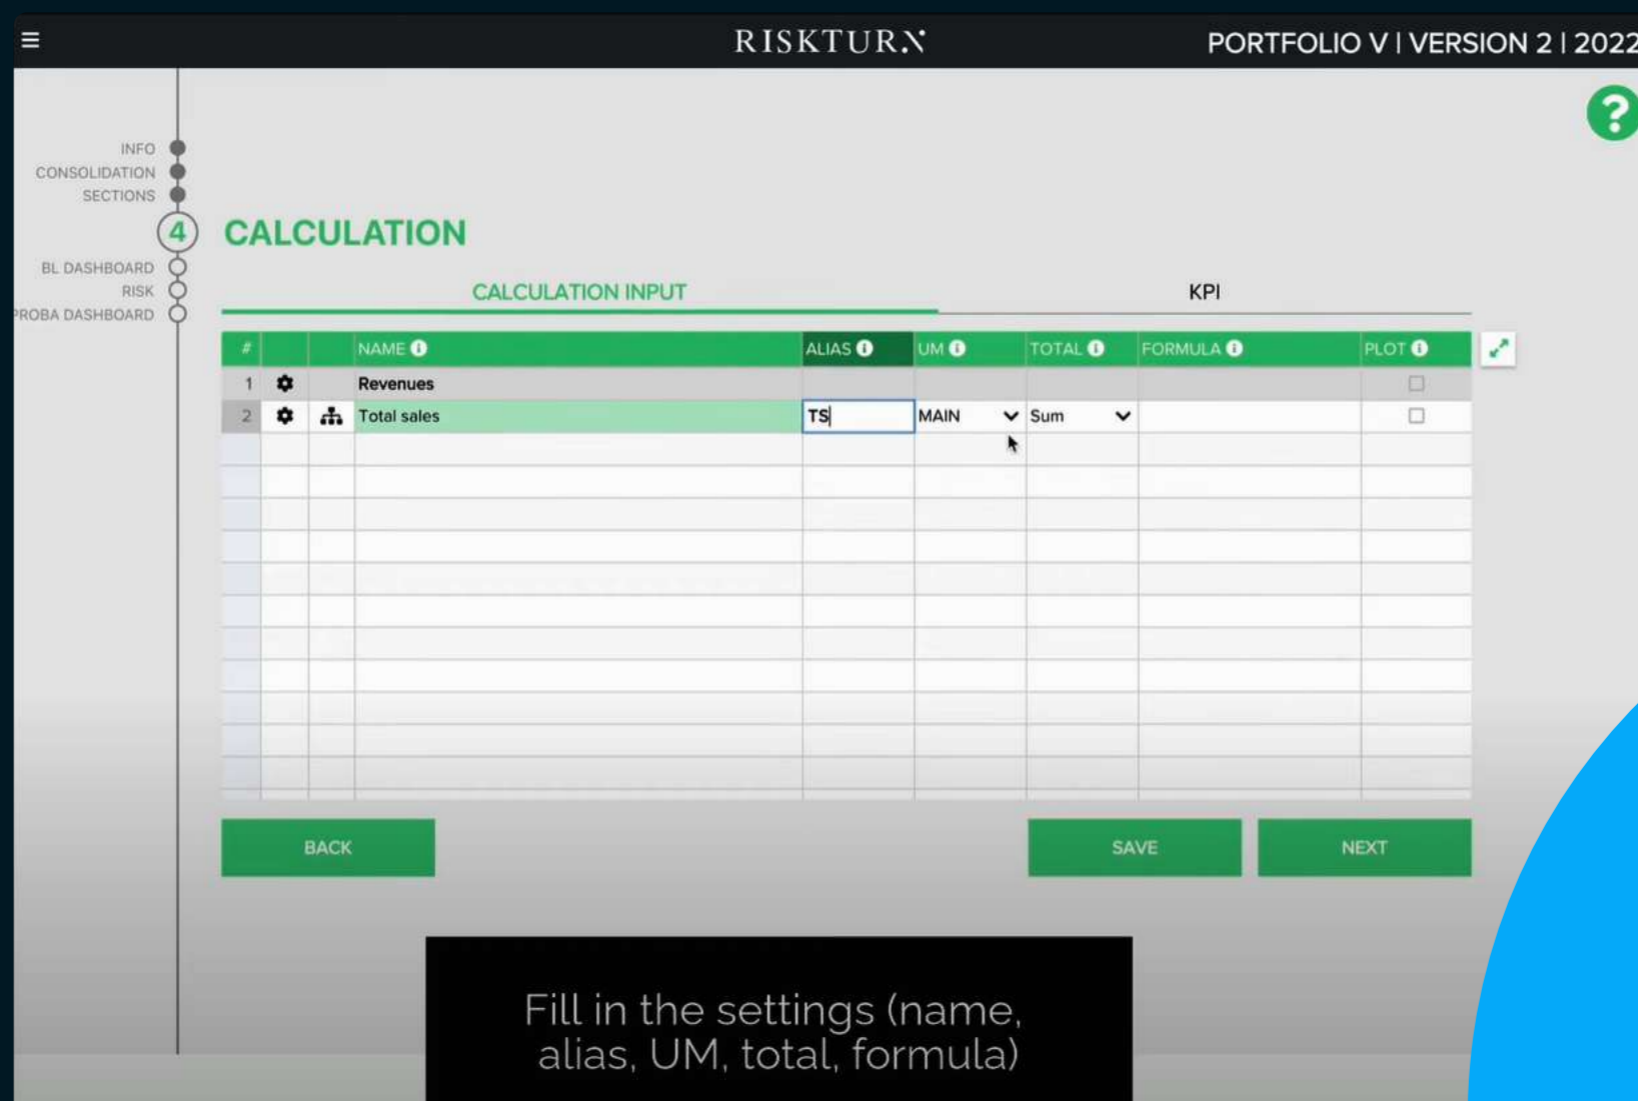 RISKTURN
PORTFOLIO V | VERSION 2 | 2022
INFO
CONSOLIDATION
SECTIONS
4
CALCULATION
BL DASHBOARD
RISK
PROBA DASHBOARD
CALCULATION INPUT
KPI
# NAME ALIAS UM TOTAL FORMULA PLOT
1 Revenues
2 Total sales TS MAIN Sum
BACK
SAVE
NEXT
Fill in the settings (name,
alias, UM, total, formula)